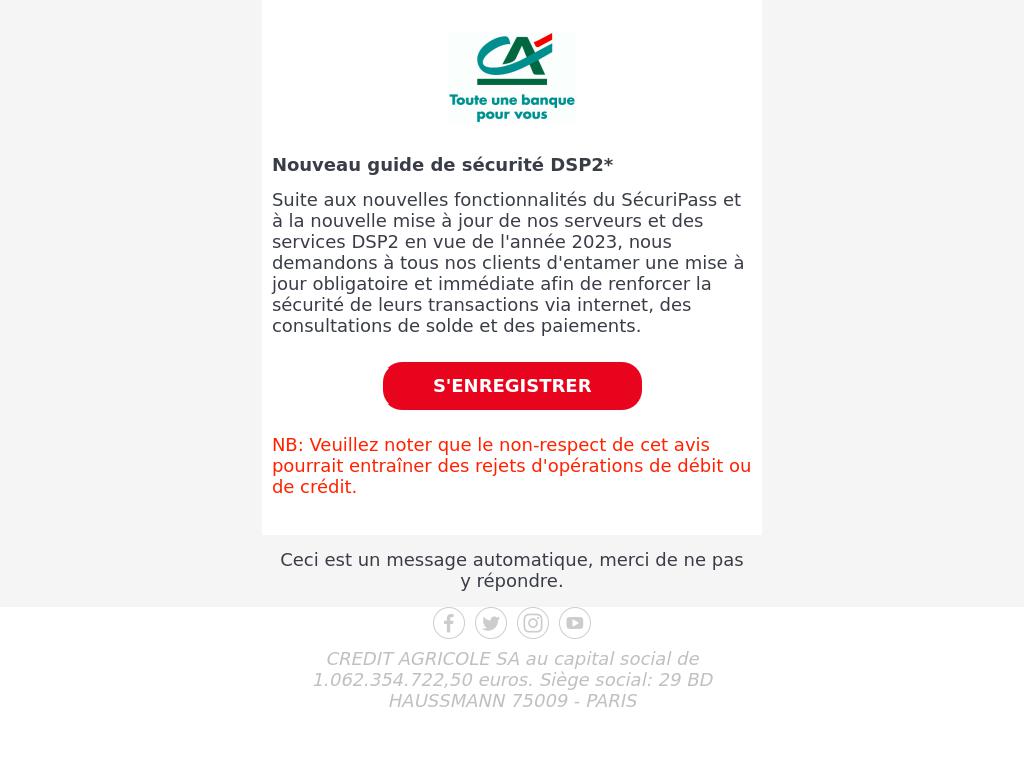 CA
Toute une banque
pour vous
Nouveau guide de sécurité DSP2*
Suite aux nouvelles fonctionnalités du SécuriPass et
à la nouvelle mise à jour de nos serveurs et des
services DSP2 en vue de l'année 2023, nous
demandons à tous nos clients d'entamer une mise à
jour obligatoire et immédiate afin de renforcer la
sécurité de leurs transactions via internet, des
consultations de solde et des paiements.
S'ENREGISTRER
NB: Veuillez noter que le non-respect de cet avis
pourrait entraîner des rejets d'opérations de débit ou
de crédit.
Ceci est un message automatique, merci de ne pas
y répondre.
CREDIT AGRICOLE SA au capital social de
1.062.354.722,50 euros. Siège social: 29 BD
HAUSSMANN 75009 - PARIS